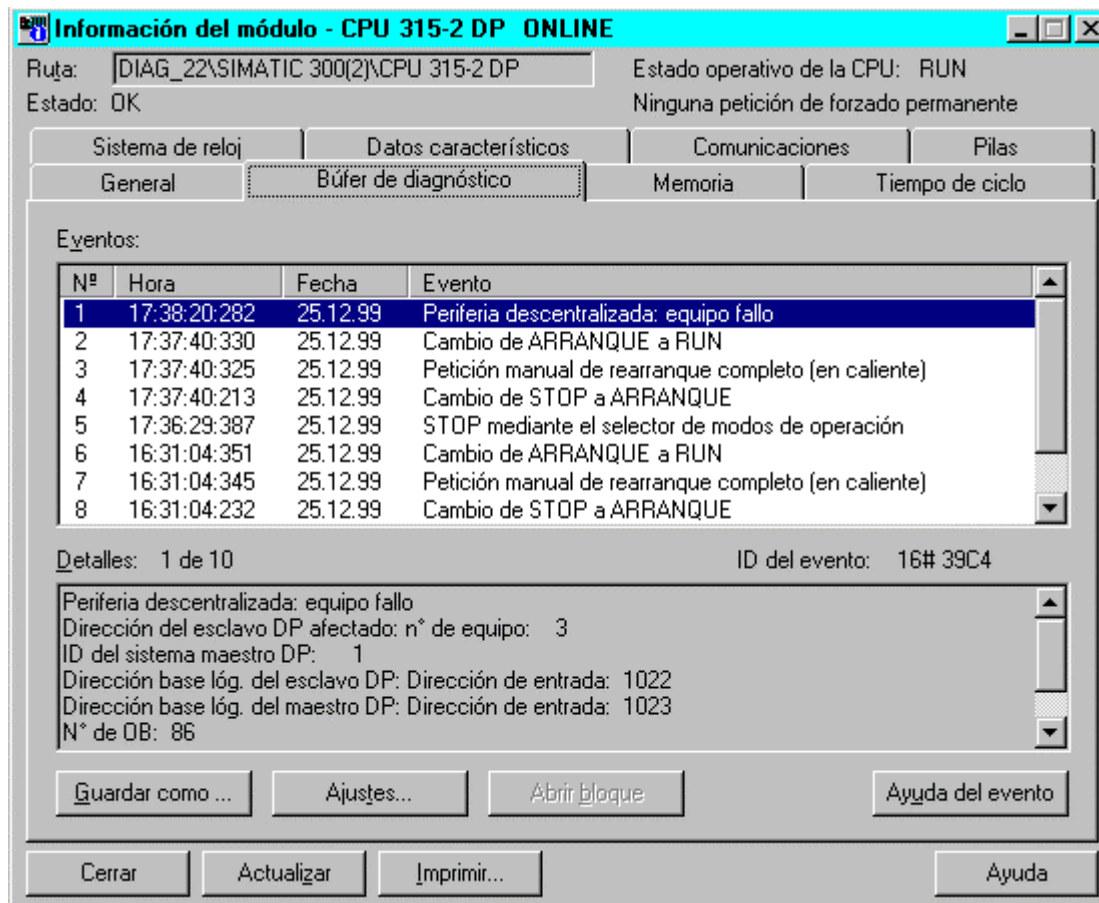 Información del módulo - CPU 315-2 DP ONLINE
Ruta: DIAG_22\SIMATIC 300(2)\CPU 315-2 DP Estado operativo de la CPU: RUN
Estado: OK Ninguna petición de forzado permanente
Sistema de reloj Datos característicos Comunicaciones Pilas
General Búfer de diagnóstico Memoria Tiempo de ciclo
Eventos:
Nº Hora Fecha Evento
1 17:38:20:282 25.12.99 Periferia descentralizada: equipo fallo
2 17:37:40:330 25.12.99 Cambio de ARRANQUE a RUN
3 17:37:40:325 25.12.99 Petición manual de rearranque completo (en caliente)
4 17:37:40:213 25.12.99 Cambio de STOP a ARRANQUE
5 17:36:29:387 25.12.99 STOP mediante el selector de modos de operación
6 16:31:04:351 25.12.99 Cambio de ARRANQUE a RUN
7 16:31:04:345 25.12.99 Petición manual de rearranque completo (en caliente)
8 16:31:04:232 25.12.99 Cambio de STOP a ARRANQUE
Detalles: 1 de 10 ID del evento: 16# 39C4
Periferia descentralizada: equipo fallo
Dirección del esclavo DP afectado: n° de equipo: 3
ID del sistema maestro DP: 1
Dirección base lóg. del esclavo DP: Dirección de entrada: 1022
Dirección base lóg. del maestro DP: Dirección de entrada: 1023
N° de OB: 86
Guardar como ... Ajustes... Abrir bloque Ayuda del evento
Cerrar Actualizar Imprimir... Ayuda